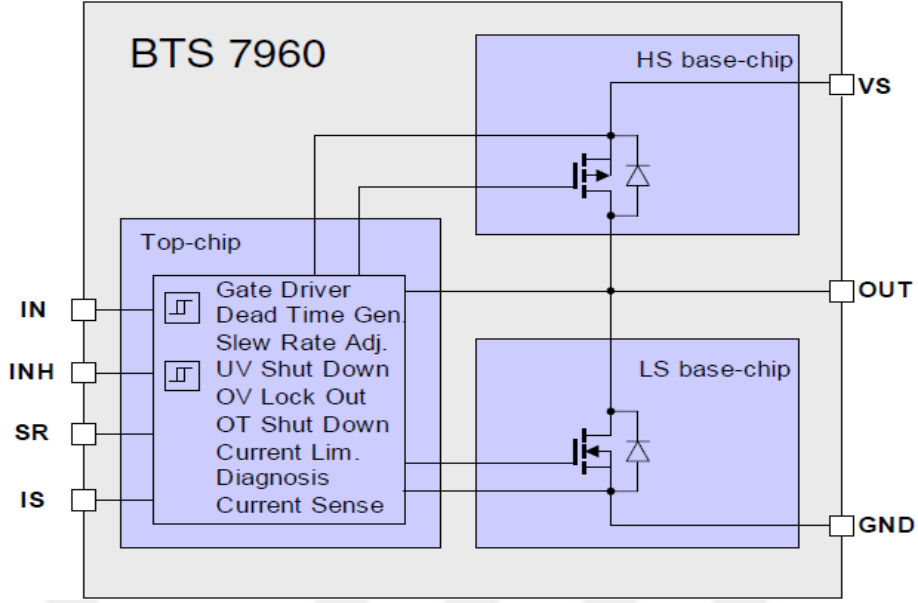 BTS 7960
HS base-chip
VS
Top-chip
Gate Driver
Dead Time Gen.
Slew Rate Adj.
UV Shut Down
OV Lock Out
OT Shut Down
Current Lim.
Diagnosis
Current Sense
IN
INH
SR
IS
OUT
LS base-chip
GND